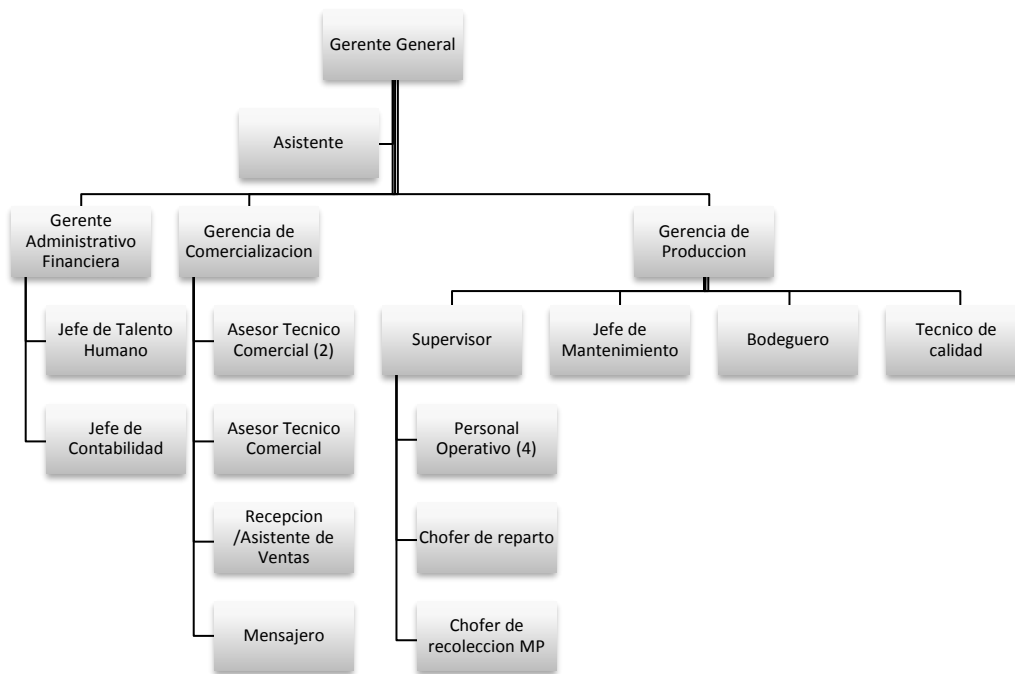 Gerente General
Asistente
Gerente
Administrativo
Financiera
Gerencia de
Comercializacion
Gerencia de
Produccion
Jefe de Talento
Humano
Jefe de
Contabilidad
Asesor Tecnico
Comercial (2)
Asesor Tecnico
Comercial
Recepcion
/Asistente de
Ventas
Mensajero
Supervisor
Personal
Operativo (4)
Chofer de reparto
Chofer de
recoleccion MP
Jefe de
Mantenimiento
Bodeguero
Tecnico de
calidad